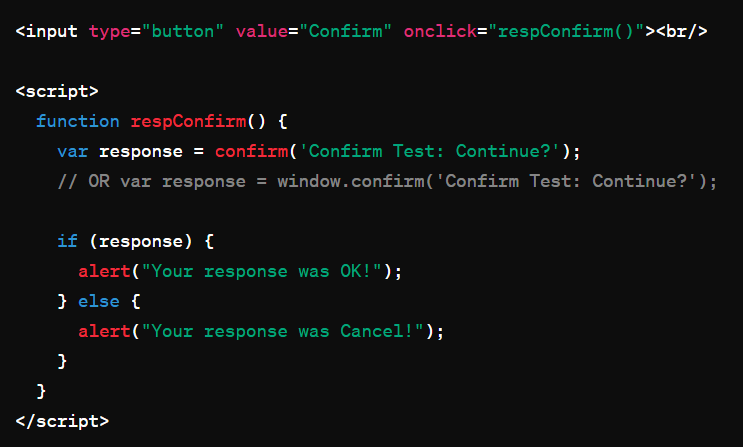 <input type="button" value="Confirm" onclick="respConfirm()"><br/>
<script>
function respConfirm() {
var response = confirm('Confirm Test: Continue?');
// OR var response = window.confirm('Confirm Test: Continue?');
if (response) {
alert("Your response was OK!");
} else {
alert("Your response was Cancel!");
}
}
</script>